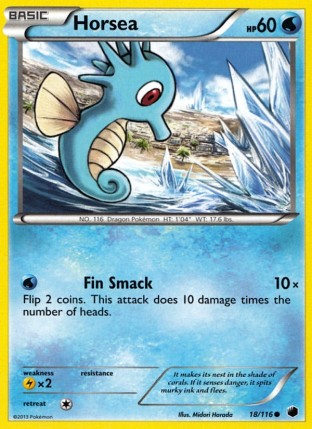 BASIC
Horsea
HP60
NO. 116 Dragon Pokémon HT: 1'04" WT: 17.6 lbs.
Fin Smack 10×
Flip 2 coins. This attack does 10 damage times the
number of heads.
weakness
resistance
×2
retreat
It makes its nest in the shade of
corals. If it senses danger, it spits
murky ink and flees.
©2013 Pokémon
Illus. Midori Harada
18/116